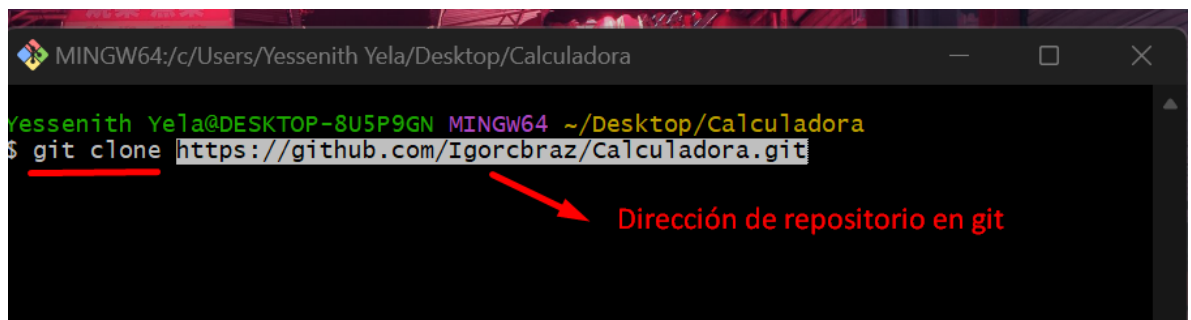 MINGW64:/c/Users/Yessenith Yela/Desktop/Calculadora
Yessenith Yela@DESKTOP-8U5P9GN MINGW64 ~/Desktop/Calculadora
$ git clone https://github.com/Igorcbraz/Calculadora.git
Dirección de repositorio en git